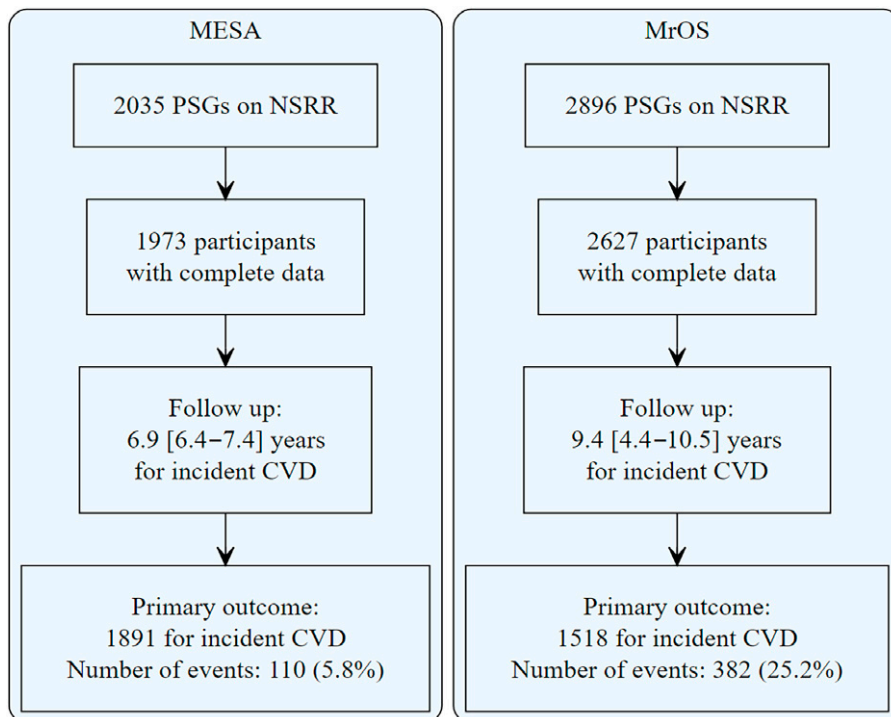 MESA
2035 PSGs on NSRR
1973 participants
with complete data
Follow up:
6.9 [6.4−7.4] years
for incident CVD
Primary outcome:
1891 for incident CVD
Number of events: 110 (5.8%)
MrOS
2896 PSGs on NSRR
2627 participants
with complete data
Follow up:
9.4 [4.4−10.5] years
for incident CVD
Primary outcome:
1518 for incident CVD
Number of events: 382 (25.2%)